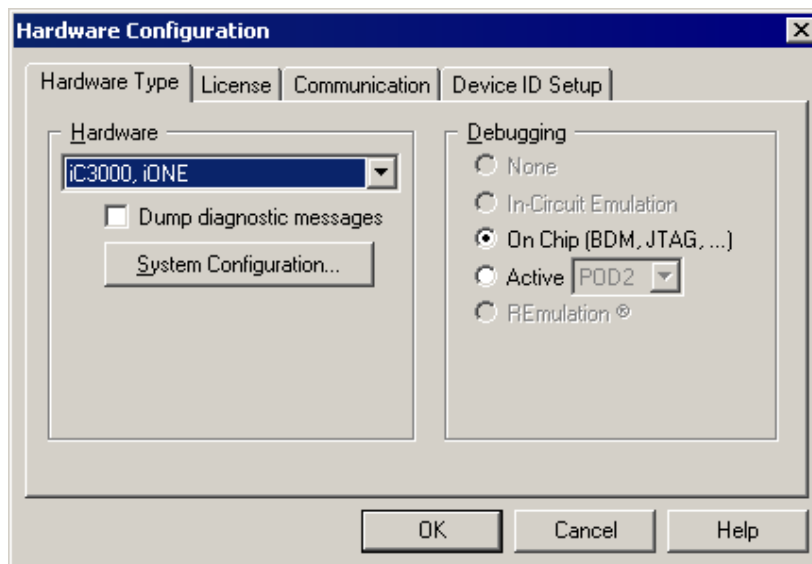 Hardware Configuration
Hardware Type License Communication Device ID Setup
Hardware
iC3000, iONE
Dump diagnostic messages
System Configuration...
Debugging
None
In-Circuit Emulation
On Chip (BDM, JTAG, ...)
Active POD2
REmulation ®
OK Cancel Help